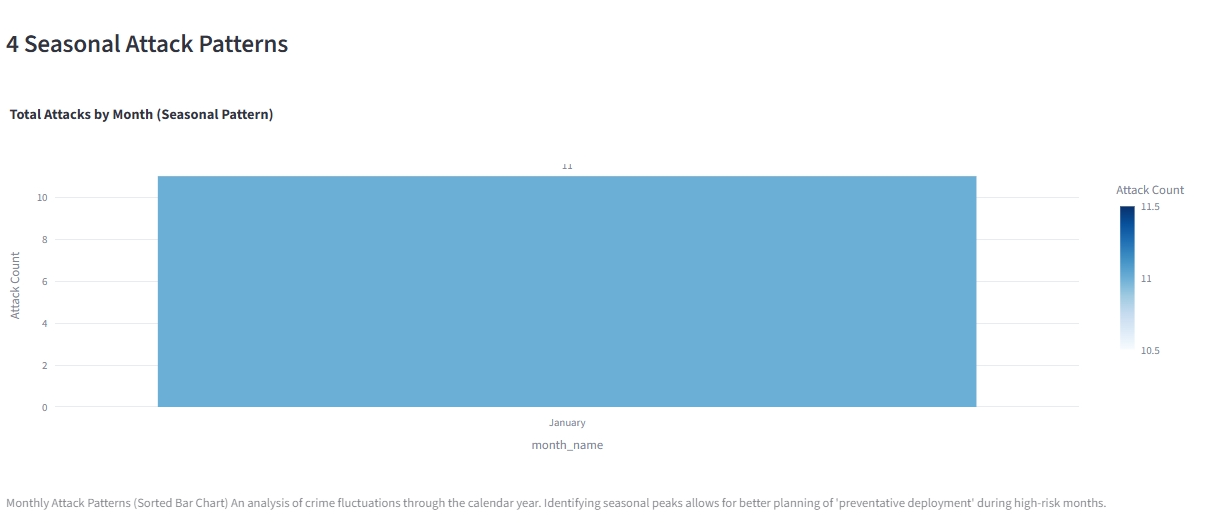 4 Seasonal Attack Patterns
Total Attacks by Month (Seasonal Pattern)
11
Attack Count
10
8
6
4
2
0
January
month_name
Attack Count
11.5
11
10.5
Monthly Attack Patterns (Sorted Bar Chart) An analysis of crime fluctuations through the calendar year. Identifying seasonal peaks allows for better planning of 'preventative deployment' during high-risk months.